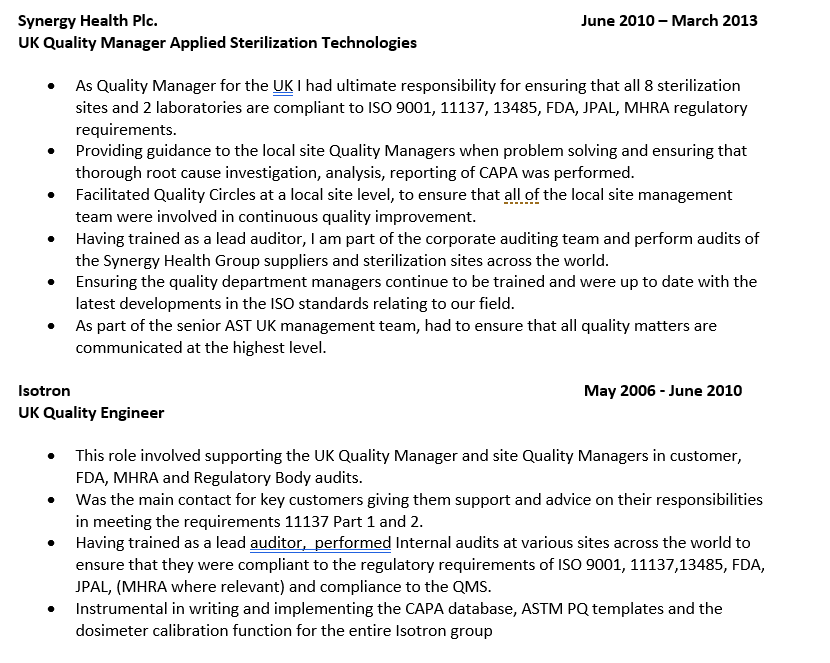 Synergy Health Plc. June 2010 – March 2013
UK Quality Manager Applied Sterilization Technologies
• As Quality Manager for the UK I had ultimate responsibility for ensuring that all 8 sterilization
sites and 2 laboratories are compliant to ISO 9001, 11137, 13485, FDA, JPAL, MHRA regulatory
requirements.
• Providing guidance to the local site Quality Managers when problem solving and ensuring that
thorough root cause investigation, analysis, reporting of CAPA was performed.
• Facilitated Quality Circles at a local site level, to ensure that all of the local site management
team were involved in continuous quality improvement.
• Having trained as a lead auditor, I am part of the corporate auditing team and perform audits of
the Synergy Health Group suppliers and sterilization sites across the world.
• Ensuring the quality department managers continue to be trained and were up to date with the
latest developments in the ISO standards relating to our field.
• As part of the senior AST UK management team, had to ensure that all quality matters are
communicated at the highest level.
Isotron May 2006 - June 2010
UK Quality Engineer
• This role involved supporting the UK Quality Manager and site Quality Managers in customer,
FDA, MHRA and Regulatory Body audits.
• Was the main contact for key customers giving them support and advice on their responsibilities
in meeting the requirements 11137 Part 1 and 2.
• Having trained as a lead auditor,  performed Internal audits at various sites across the world to
ensure that they were compliant to the regulatory requirements of ISO 9001, 11137,13485, FDA,
JPAL, (MHRA where relevant) and compliance to the QMS.
• Instrumental in writing and implementing the CAPA database, ASTM PQ templates and the
dosimeter calibration function for the entire Isotron group